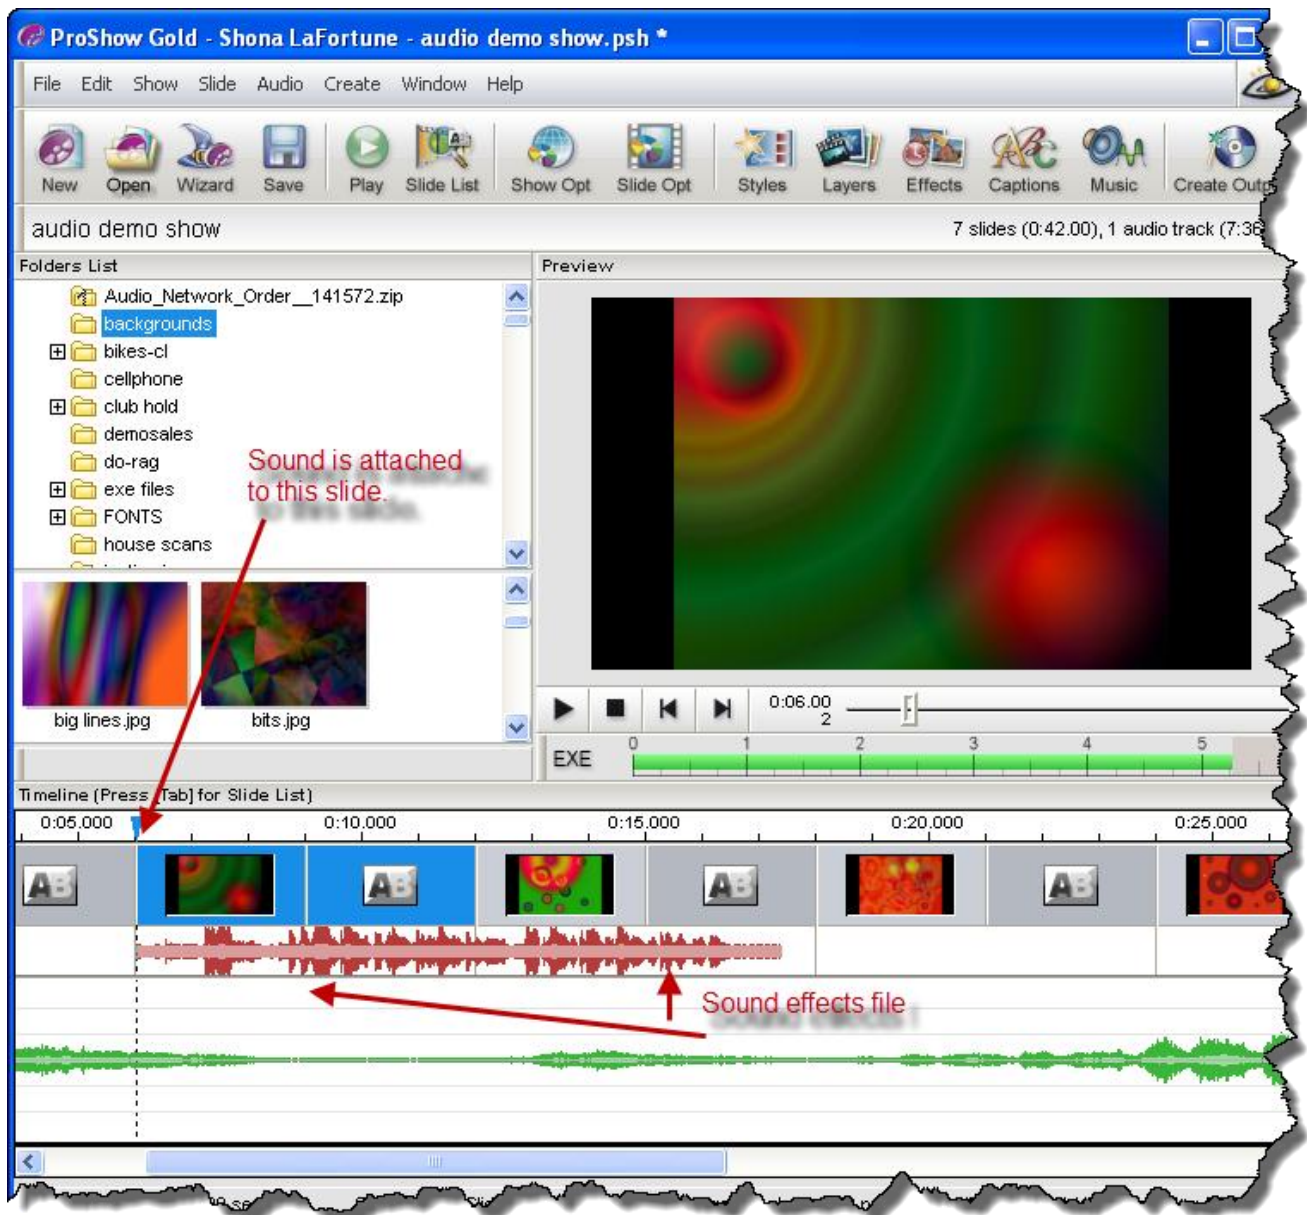 ProShow Gold - Shona LaFortune - audio demo show.psh *
File Edit Show Slide Audio Create Window Help
New Open Wizard Save Play Slide List Show Opt Slide Opt Styles Layers Effects Captions Music Create Outp
audio demo show 7 slides (0:42.00), 1 audio track (7:36
Folders List
Audio_Network_Order__141572.zip
backgrounds
bikes-cl
cellphone
club hold
demosales
do-rag
exe files
FONTS
house scans
Sound is attached
to this slide.
big lines.jpg bits.jpg
Preview
0:06.00
2
EXE 0 1 2 3 4 5
Timeline (Press [Tab] for Slide List)
0:05.000 0:10.000 0:15.000 0:20.000 0:25.000
AB AB AB AB
Sound effects file